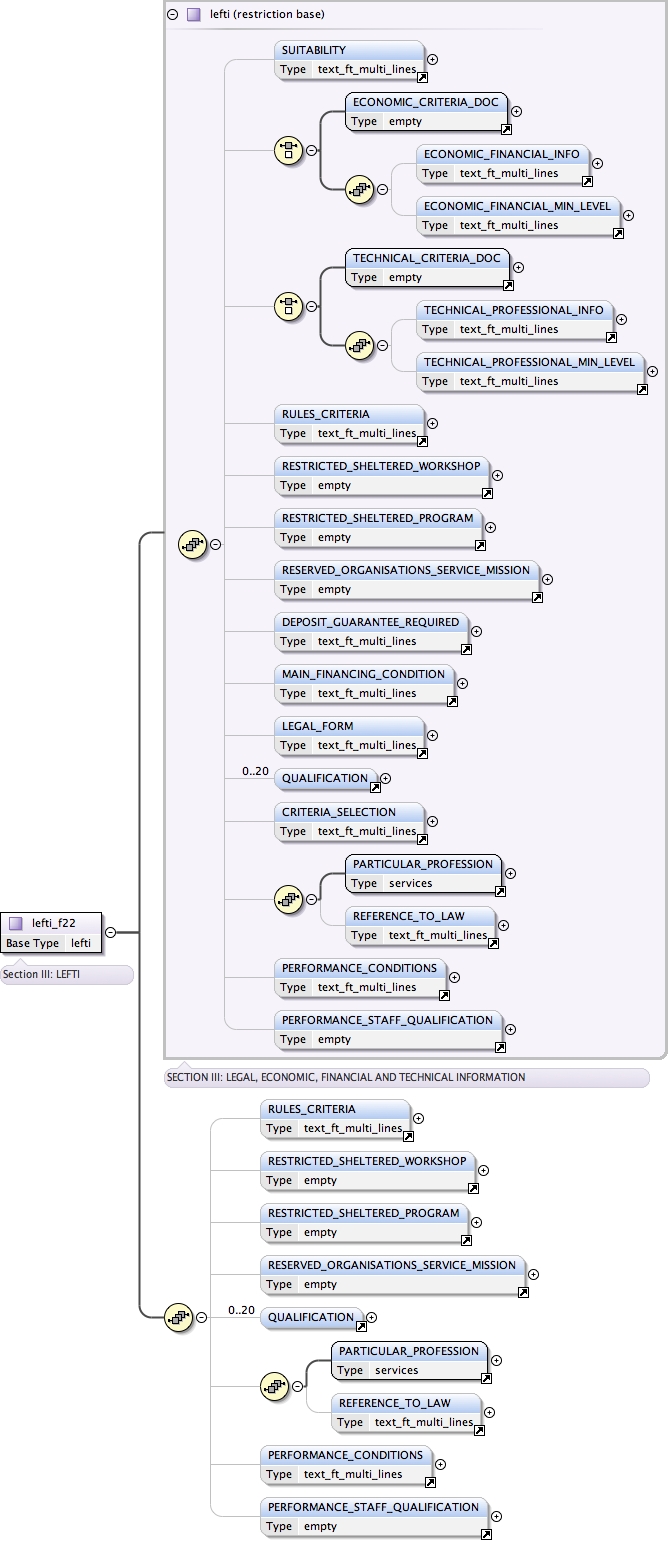 lefti (restriction base)
SUITABILITY
Type text_ft_multi_lines
ECONOMIC_CRITERIA_DOC
Type empty
ECONOMIC_FINANCIAL_INFO
Type text_ft_multi_lines
ECONOMIC_FINANCIAL_MIN_LEVEL
Type text_ft_multi_lines
TECHNICAL_CRITERIA_DOC
Type empty
TECHNICAL_PROFESSIONAL_INFO
Type text_ft_multi_lines
TECHNICAL_PROFESSIONAL_MIN_LEVEL
Type text_ft_multi_lines
RULES_CRITERIA
Type text_ft_multi_lines
RESTRICTED_SHELTERED_WORKSHOP
Type empty
RESTRICTED_SHELTERED_PROGRAM
Type empty
RESERVED_ORGANISATIONS_SERVICE_MISSION
Type empty
DEPOSIT_GUARANTEE_REQUIRED
Type text_ft_multi_lines
MAIN_FINANCING_CONDITION
Type text_ft_multi_lines
LEGAL_FORM
Type text_ft_multi_lines
0..20 QUALIFICATION
CRITERIA_SELECTION
Type text_ft_multi_lines
PARTICULAR_PROFESSION
Type services
REFERENCE_TO_LAW
Type text_ft_multi_lines
lefti_f22
Base Type lefti
Section III: LEFTI
PERFORMANCE_CONDITIONS
Type text_ft_multi_lines
PERFORMANCE_STAFF_QUALIFICATION
Type empty
SECTION III: LEGAL, ECONOMIC, FINANCIAL AND TECHNICAL INFORMATION
RULES_CRITERIA
Type text_ft_multi_lines
RESTRICTED_SHELTERED_WORKSHOP
Type empty
RESTRICTED_SHELTERED_PROGRAM
Type empty
RESERVED_ORGANISATIONS_SERVICE_MISSION
Type empty
0..20 QUALIFICATION
PARTICULAR_PROFESSION
Type services
REFERENCE_TO_LAW
Type text_ft_multi_lines
PERFORMANCE_CONDITIONS
Type text_ft_multi_lines
PERFORMANCE_STAFF_QUALIFICATION
Type empty